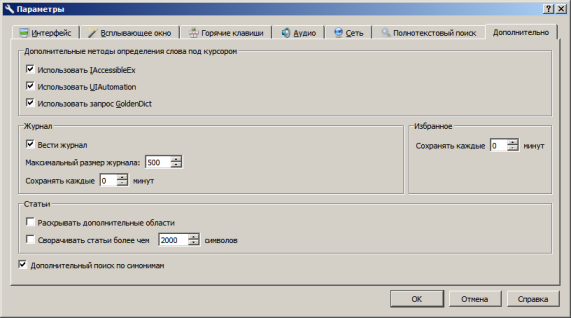 Параметры
Интерфейс Всплывающее окно Горячие клавиши Аудио Сеть Полнотекстовый поиск Дополнительно
Дополнительные методы определения слова под курсором
Использовать IAccessibleEx
Использовать UIAutomation
Использовать запрос GoldenDict
Журнал
Вести журнал
Максимальный размер журнала: 500
Сохранять каждые 0 минут
Избранное
Сохранять каждые 0 минут
Статьи
Раскрывать дополнительные области
Сворачивать статьи более чем 2000 символов
Дополнительный поиск по синонимам
OK Отмена Справка